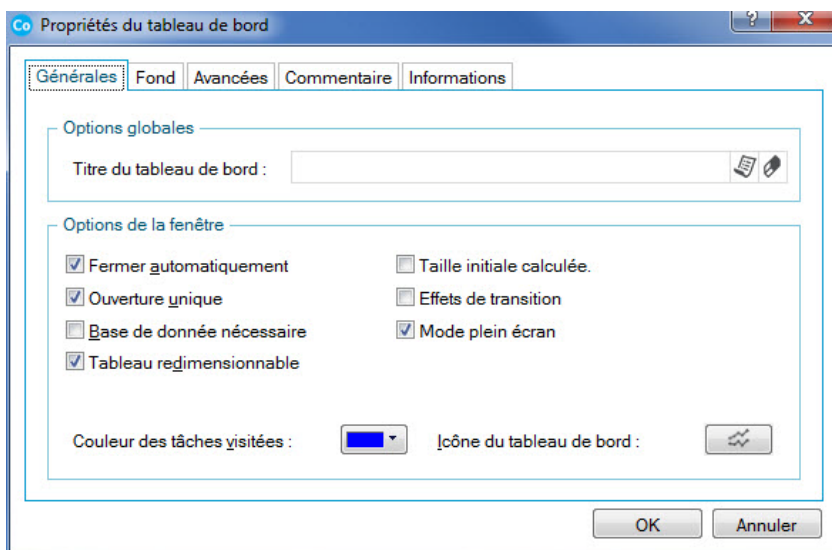 Co Propriétés du tableau de bord ? X
Générales Fond Avancées Commentaire Informations
Options globales
Titre du tableau de bord :
Options de la fenêtre
Fermer automatiquement Taille initiale calculée.
Ouverture unique Effets de transition
Base de donnée nécessaire Mode plein écran
Tableau redimensionnable
Couleur des tâches visitées : Icône du tableau de bord :
OK Annuler